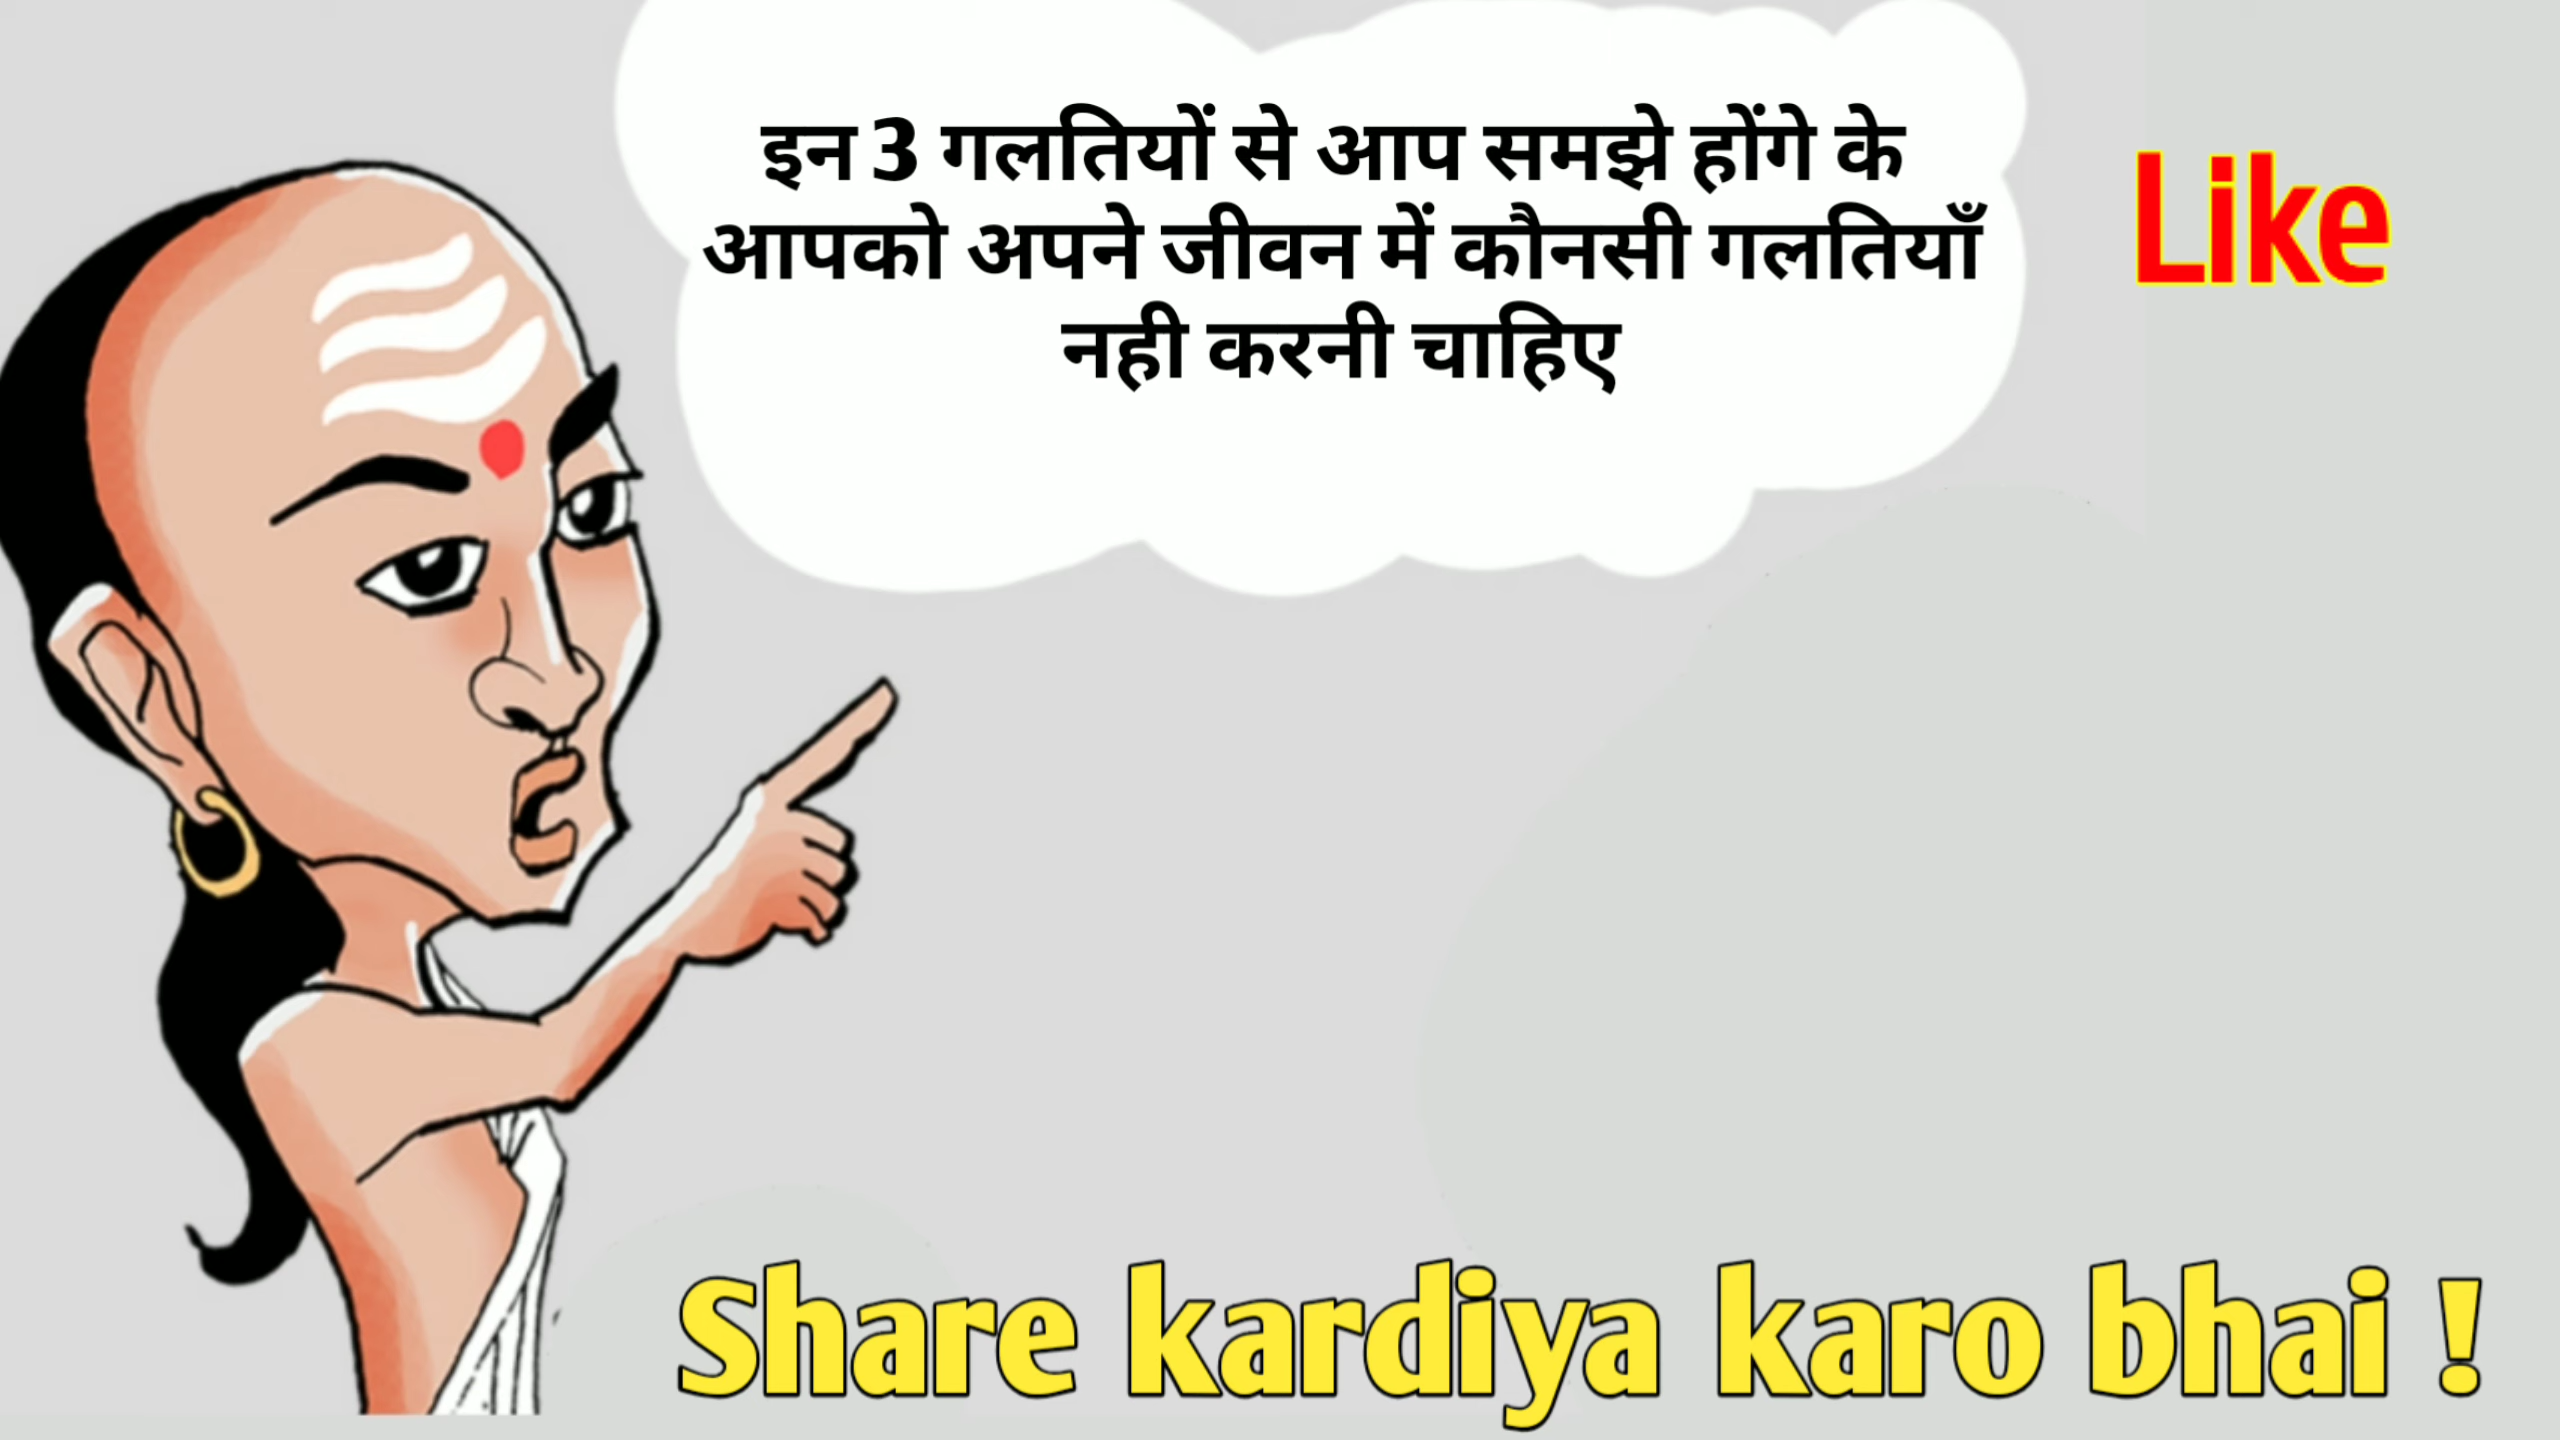 इन 3 गलतियों से आप समझे होंगे के
आपको अपने जीवन में कौनसी गलतियाँ
नही करनी चाहिए
Like
Share kardiya karo bhai !